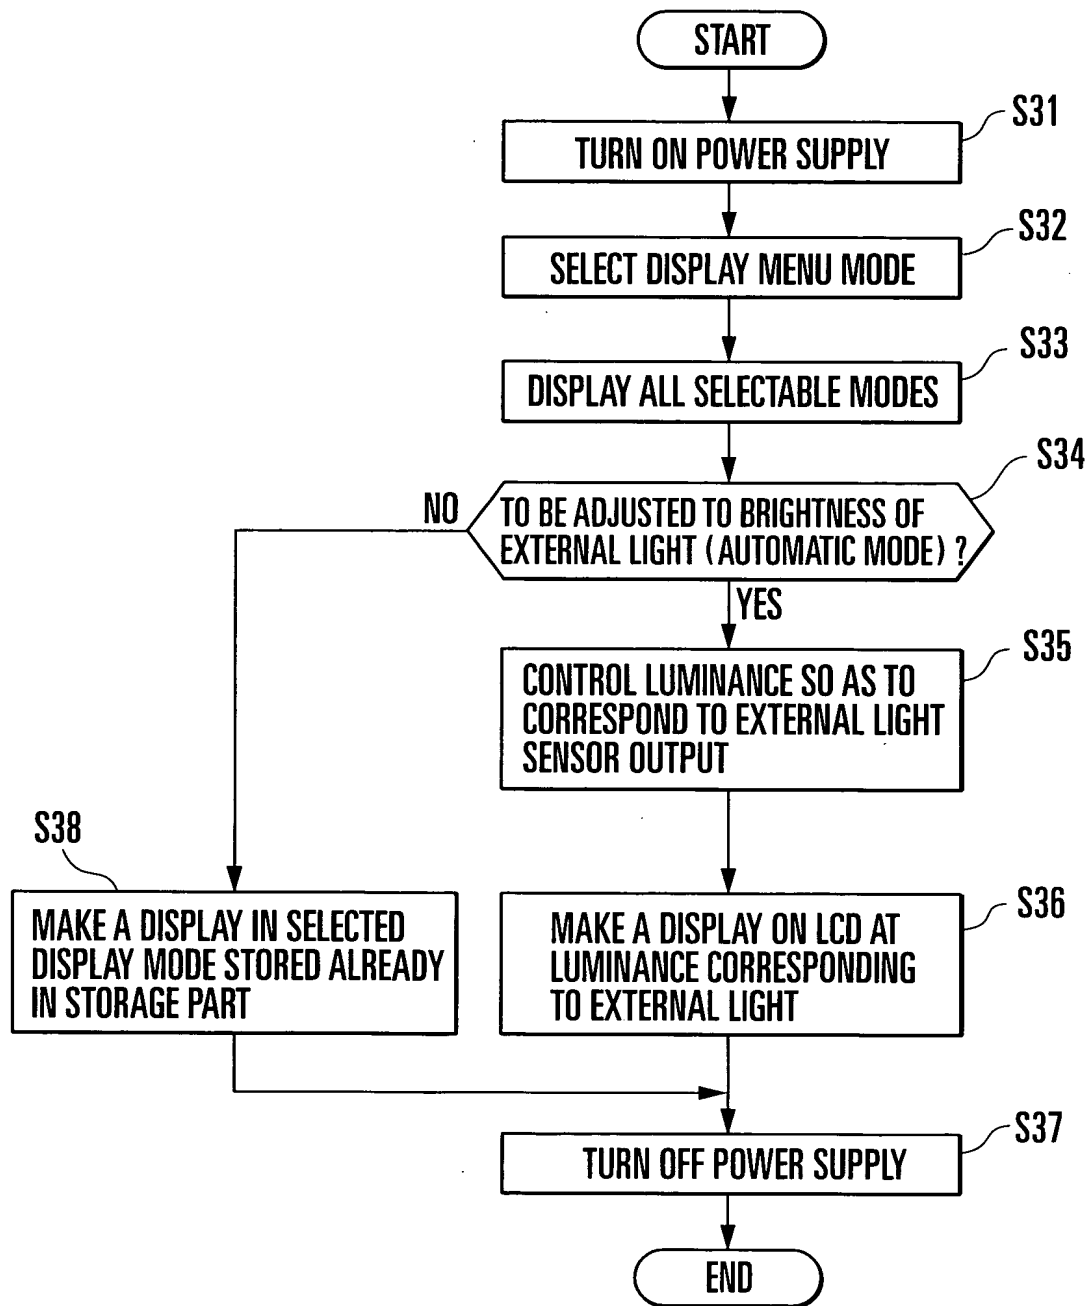 START
S31
TURN ON POWER SUPPLY
S32
SELECT DISPLAY MENU MODE
S33
DISPLAY ALL SELECTABLE MODES
S34
NO
TO BE ADJUSTED TO BRIGHTNESS OF
EXTERNAL LIGHT (AUTOMATIC MODE) ?
YES
S35
CONTROL LUMINANCE SO AS TO
CORRESPOND TO EXTERNAL LIGHT
SENSOR OUTPUT
S38
MAKE A DISPLAY IN SELECTED
DISPLAY MODE STORED ALREADY
IN STORAGE PART
S36
MAKE A DISPLAY ON LCD AT
LUMINANCE CORRESPONDING
TO EXTERNAL LIGHT
S37
TURN OFF POWER SUPPLY
END